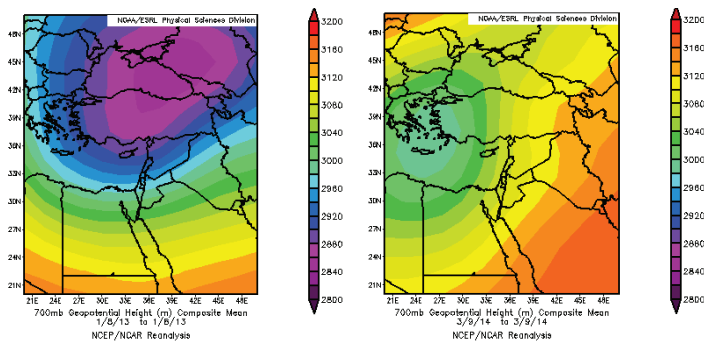 NOAA/ESRL Physical Sciences Division
48N
45N
42N
39N
36N
33N
30N
27N
24N
21N
21E 24E 27E 30E 33E 36E 39E 42E 45E 48E
3200
3160
3120
3080
3040
3000
2960
2920
2880
2840
2800
700mb Geopotential Height (m) Composite Mean
1/8/13 to 1/8/13
NCEP/NCAR Reanalysis
NOAA/ESRL Physical Sciences Division
48N
45N
42N
39N
36N
33N
30N
27N
24N
21N
21E 24E 27E 30E 33E 36E 39E 42E 45E 48E
3200
3160
3120
3080
3040
3000
2960
2920
2880
2840
2800
700mb Geopotential Height (m) Composite Mean
3/9/14 to 3/9/14
NCEP/NCAR Reanalysis